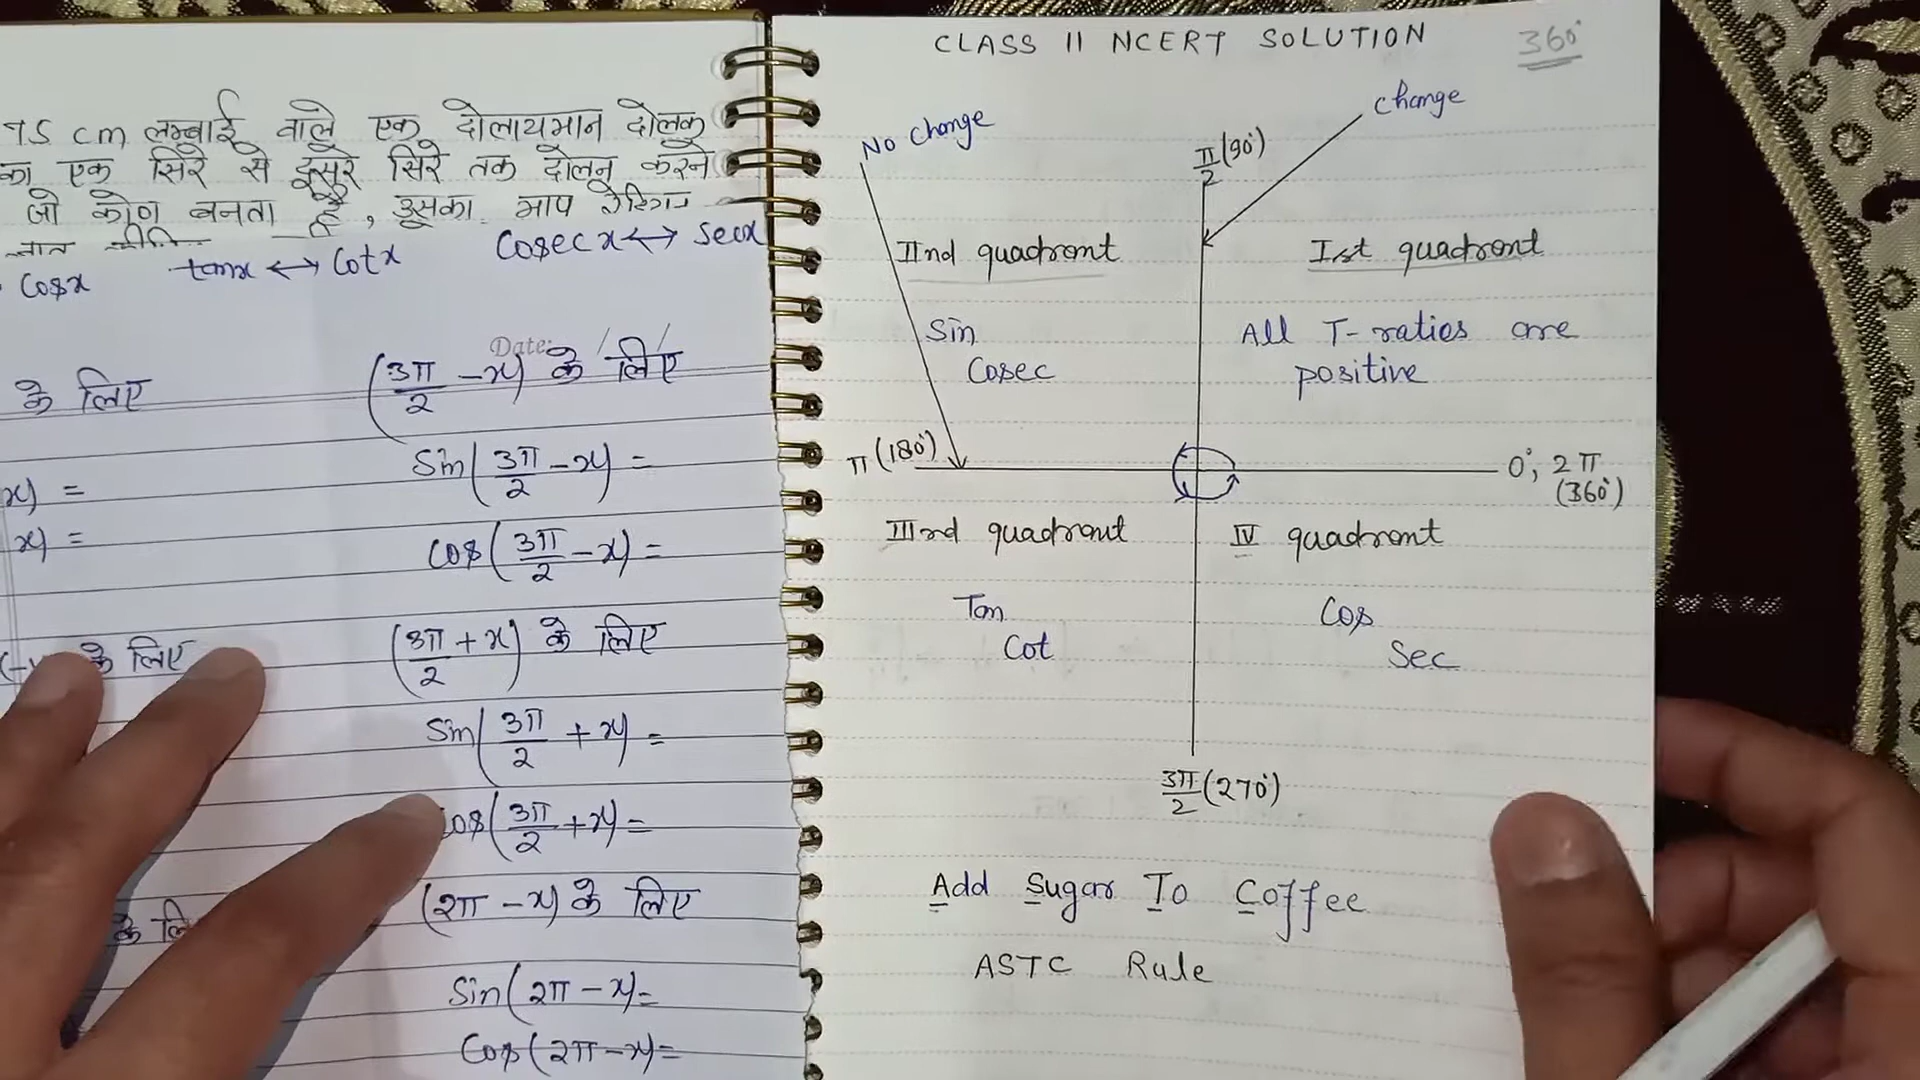 75 cm लम्बाई वाले एक दोलायमान दोलक
का एक सिरे से दूसरे सिरे तक दोलन करने
जो कोण बनता है, उसका माप रेडियन
Cosx tanx ↔ Cotx Cosec x ↔ Secx
Date:
के लिए
(3π/2 - x) के लिए
x) =
Sin(3π/2 - x) =
x) =
Cos(3π/2 - x) =
के लिए
(3π/2 + x) के लिए
Sin(3π/2 + x) =
Cos(3π/2 + x) =
(2π - x) के लिए
Sin(2π - x) =
Cos(2π - x) =
CLASS 11 NCERT SOLUTION 360°
No change
change
π/2 (90°)
IInd quadrant
Ist quadrant
Sin
Cosec
All T-ratios are
positive
π (180°)
0°, 2π
(360°)
IIIrd quadrant
IV quadrant
Tan
Cot
Cos
Sec
3π/2 (270°)
Add Sugar To Coffee
ASTC Rule